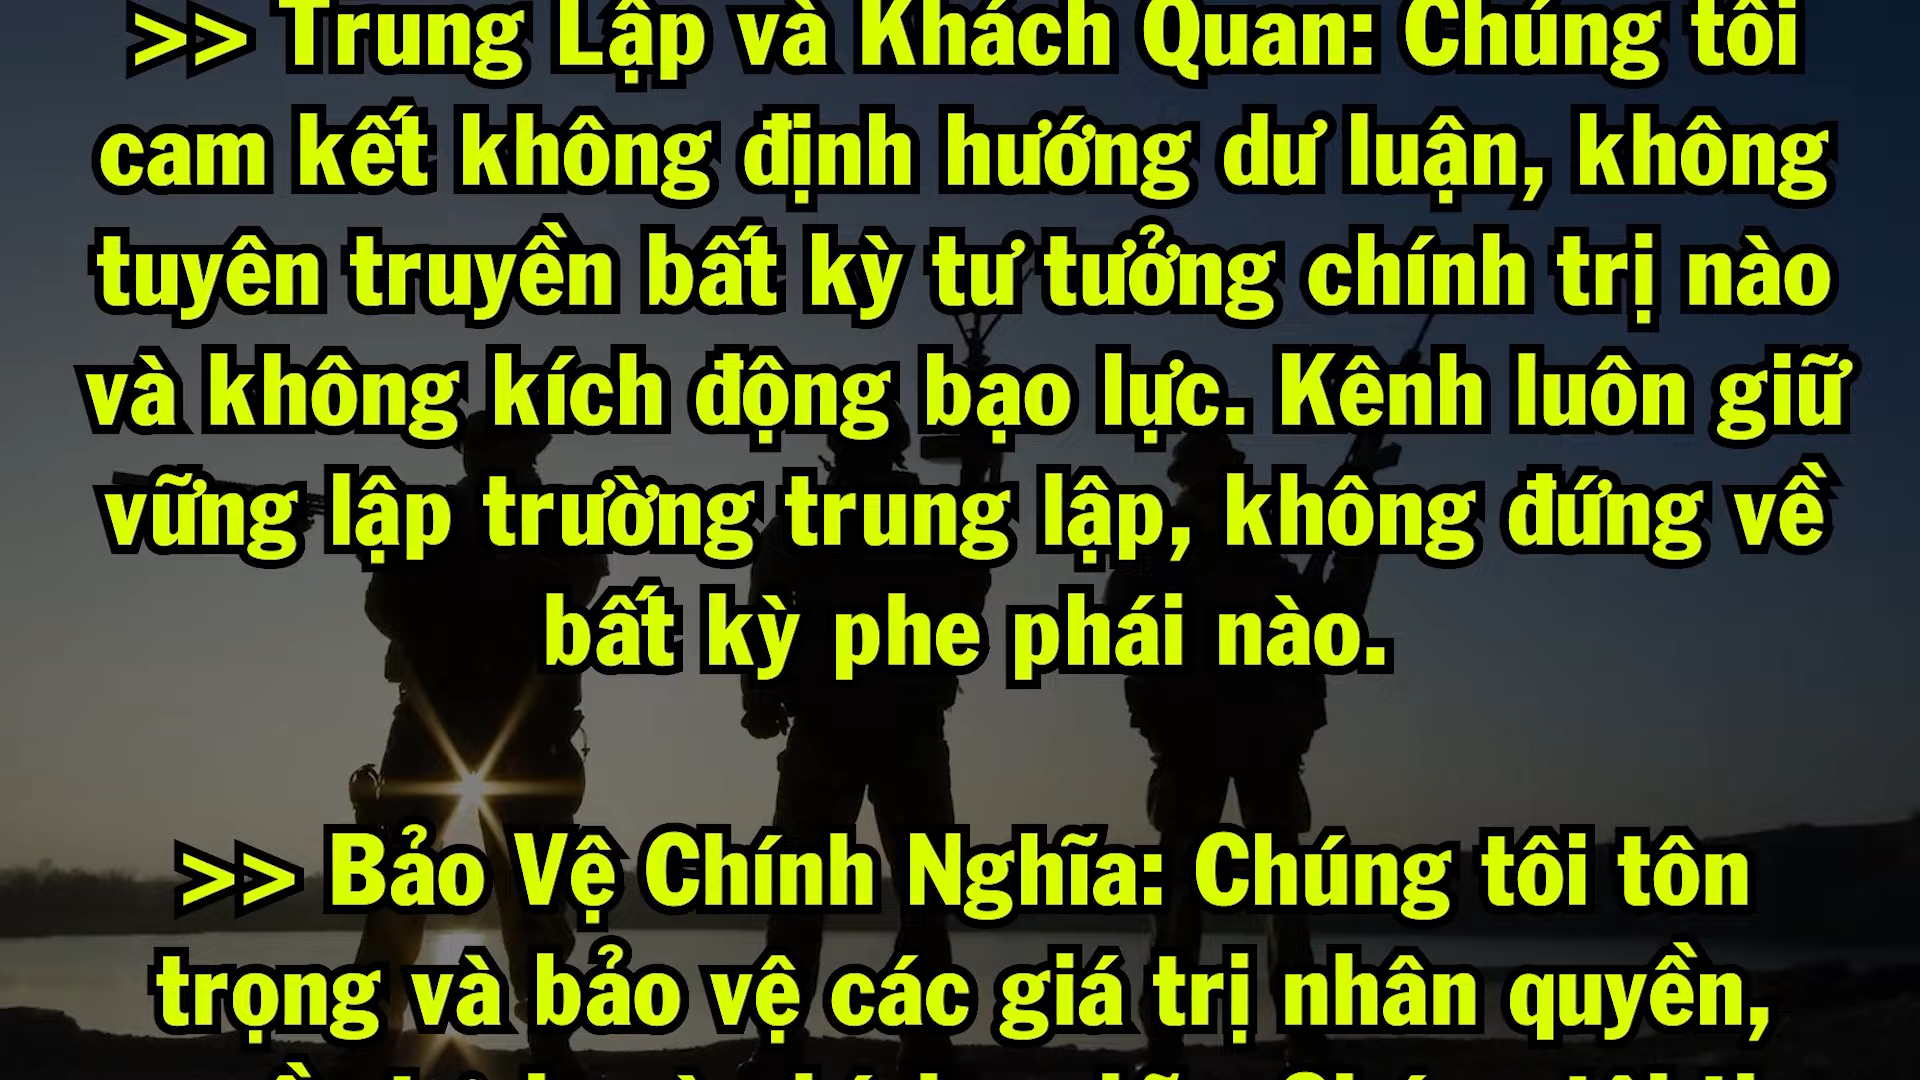 >> Trung Lập và Khách Quan: Chúng tôi
cam kết không định hướng dư luận, không
tuyên truyền bất kỳ tư tưởng chính trị nào
và không kích động bạo lực. Kênh luôn giữ
vững lập trường trung lập, không đứng về
bất kỳ phe phái nào.
>> Bảo Vệ Chính Nghĩa: Chúng tôi tôn
trọng và bảo vệ các giá trị nhân quyền,